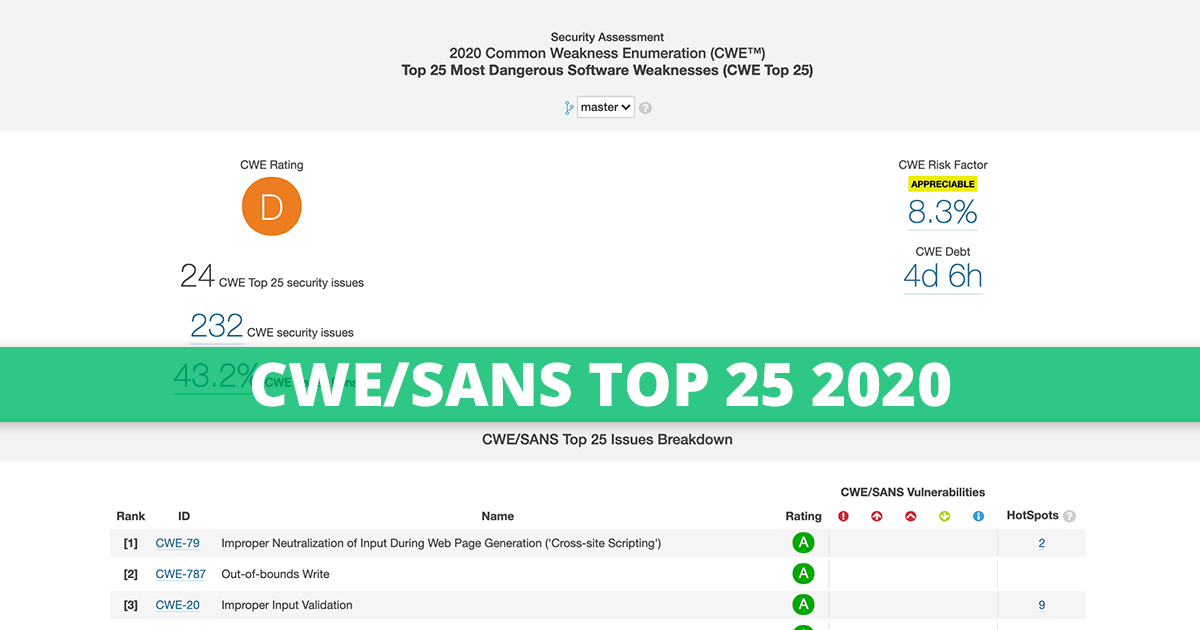 Security Assessment
2020 Common Weakness Enumeration (CWE™)
Top 25 Most Dangerous Software Weaknesses (CWE Top 25)
master
?
CWE Rating
D
24 CWE Top 25 security issues
232 CWE security issues
43.2% CWE
CWE Risk Factor
APPRECIABLE
8.3%
CWE Debt
4d 6h
CWE/SANS TOP 25 2020
CWE/SANS Top 25 Issues Breakdown
CWE/SANS Vulnerabilities
Rank ID Name Rating HotSpots ?
[1] CWE-79 Improper Neutralization of Input During Web Page Generation ('Cross-site Scripting') A 2
[2] CWE-787 Out-of-bounds Write A
[3] CWE-20 Improper Input Validation A 9